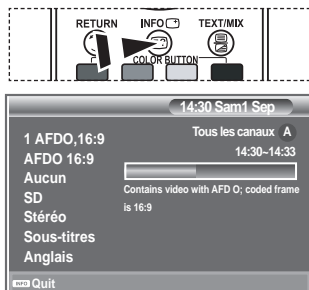 RETURN INFO TEXT/MIX
COLOR BUTTON
14:30 Sam1 Sep
1 AFDO,16:9
Tous les canaux A
AFDO 16:9
14:30~14:33
Aucun
Contains video with AFD O; coded frame
is 16:9
SD
Stéréo
Sous-titres
Anglais
INFO Quit